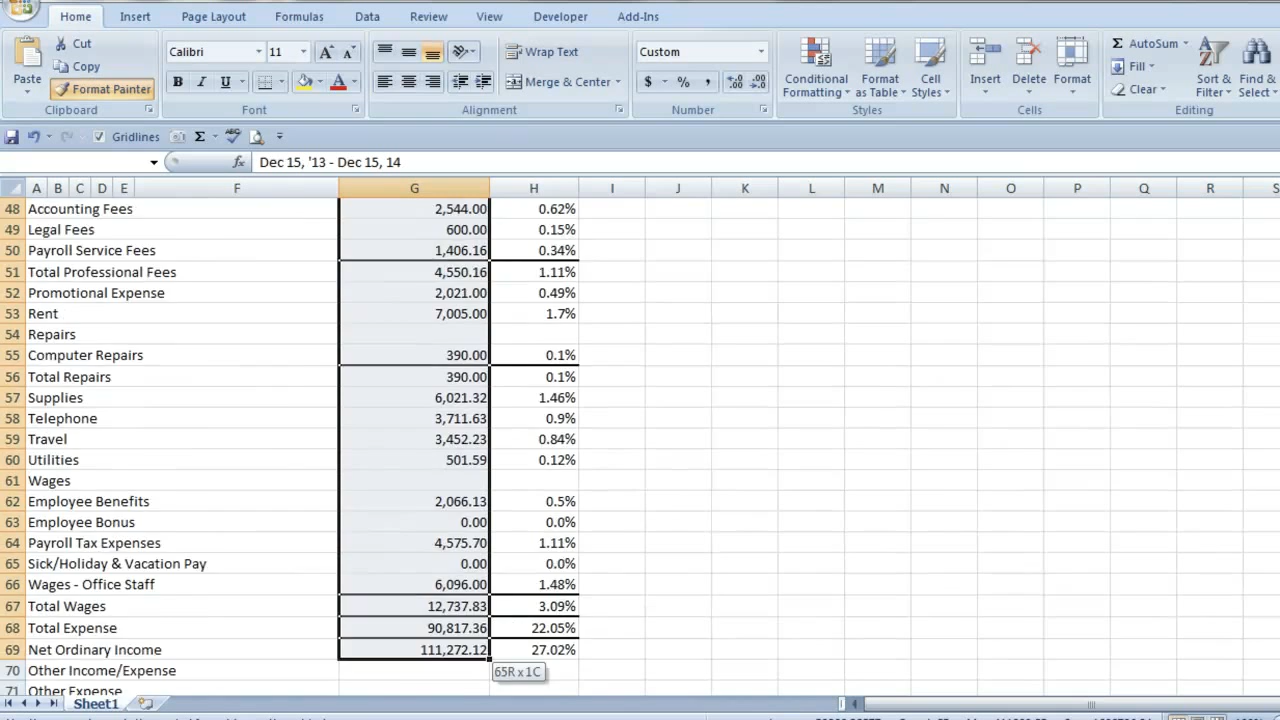 Home Insert Page Layout Formulas Data Review View Developer Add-Ins
Paste
Cut
Copy
Format Painter
Clipboard
Calibri 11
B I U
Font
Wrap Text
Merge & Center
Alignment
Custom
$ % ,
Number
Conditional Formatting
Format as Table
Cell Styles
Styles
Insert
Delete
Format
Cells
Σ AutoSum
Fill
Clear
Sort & Filter
Find & Select
Editing
Gridlines Σ
fx Dec 15, '13 - Dec 15, 14
A B C D E F G H I J K L M N O P Q R S
48 Accounting Fees 2,544.00 0.62%
49 Legal Fees 600.00 0.15%
50 Payroll Service Fees 1,406.16 0.34%
51 Total Professional Fees 4,550.16 1.11%
52 Promotional Expense 2,021.00 0.49%
53 Rent 7,005.00 1.7%
54 Repairs
55 Computer Repairs 390.00 0.1%
56 Total Repairs 390.00 0.1%
57 Supplies 6,021.32 1.46%
58 Telephone 3,711.63 0.9%
59 Travel 3,452.23 0.84%
60 Utilities 501.59 0.12%
61 Wages
62 Employee Benefits 2,066.13 0.5%
63 Employee Bonus 0.00 0.0%
64 Payroll Tax Expenses 4,575.70 1.11%
65 Sick/Holiday & Vacation Pay 0.00 0.0%
66 Wages - Office Staff 6,096.00 1.48%
67 Total Wages 12,737.83 3.09%
68 Total Expense 90,817.36 22.05%
69 Net Ordinary Income 111,272.12 27.02%
70 Other Income/Expense 65R x 1C
71 Other Expense
Sheet1